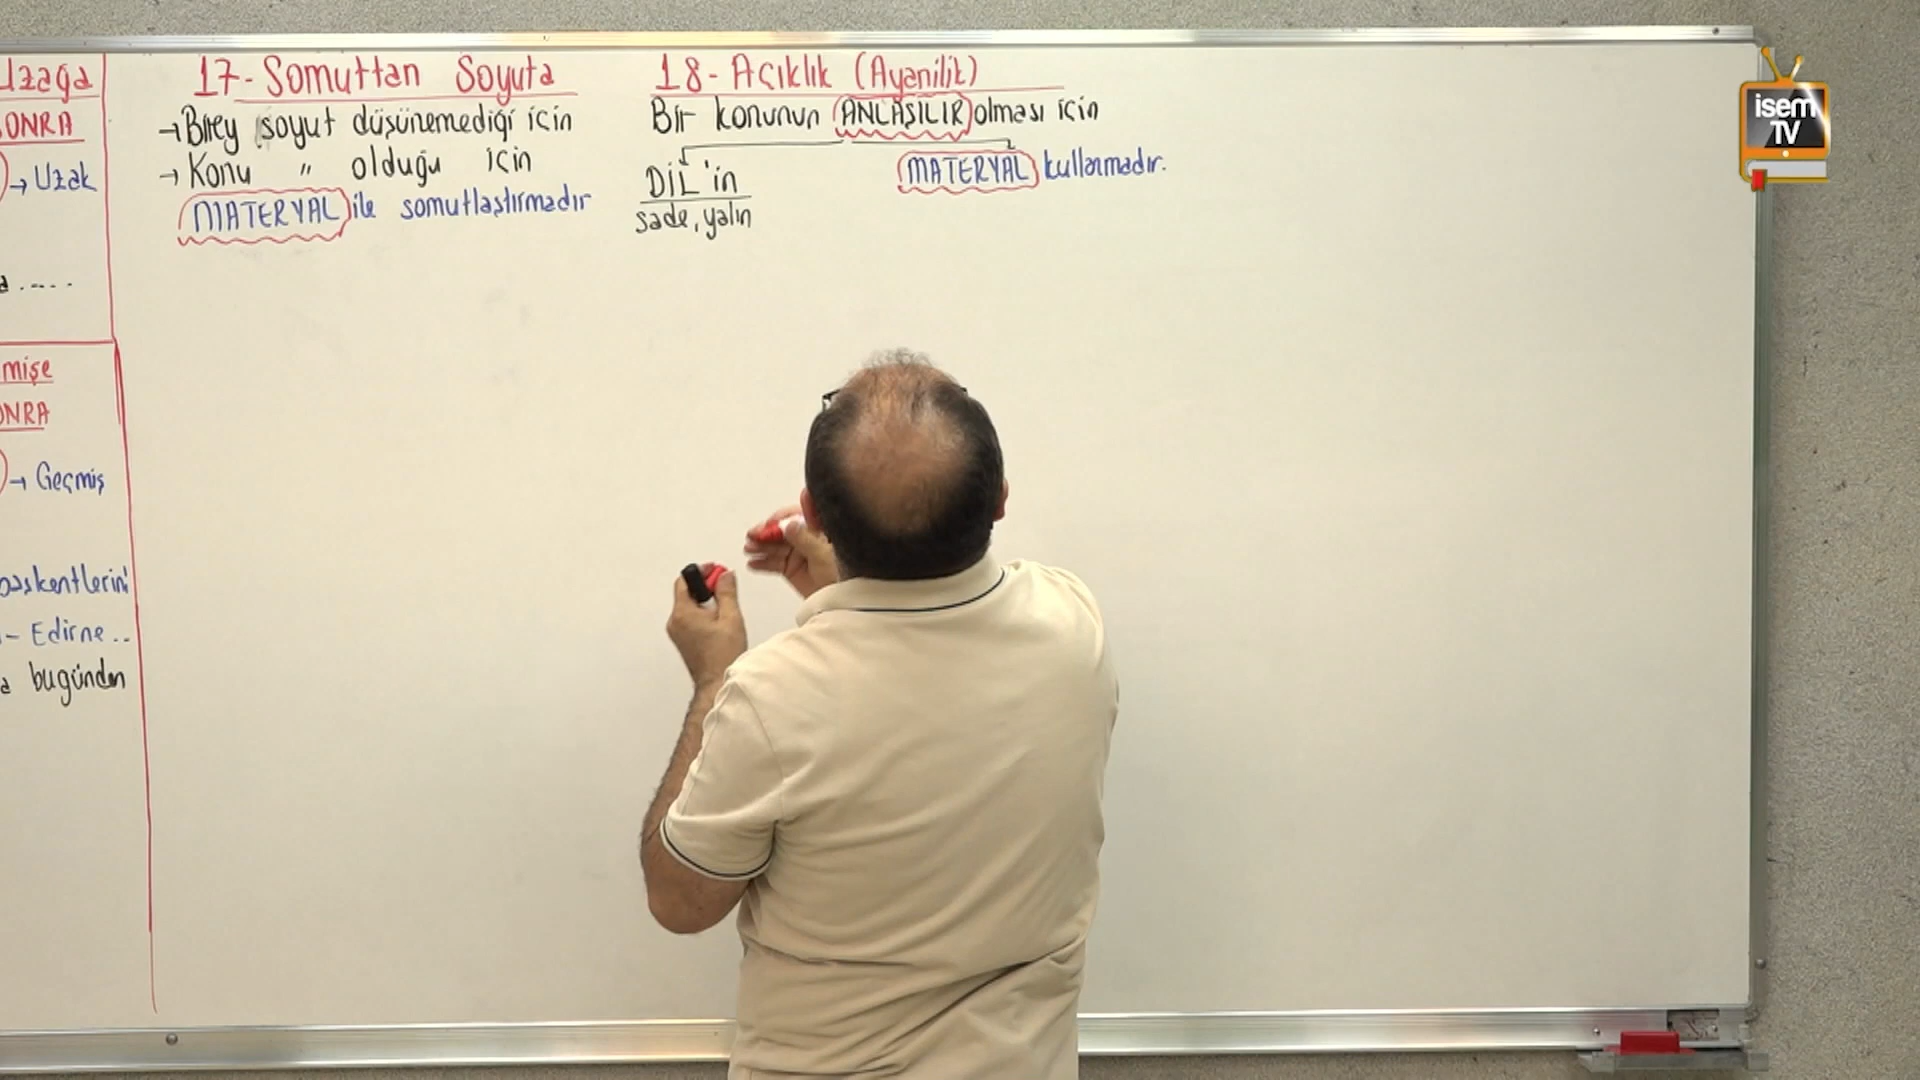 Uzağa
ONRA
→ Uzak
a .....
mişe
ONRA
→ Geçmiş
başkentlerini
- Edirne ..
a bugünden
17- Somuttan Soyuta
→ Birey soyut düşünemediği için
→ Konu " olduğu için
MATERYAL ile somutlaştırmadır
18- Açıklık (Ayanilik)
Bir konunun ANLAŞILIR olması için
DİL'in
sade, yalın
MATERYAL kullanmadır.
isem
TV